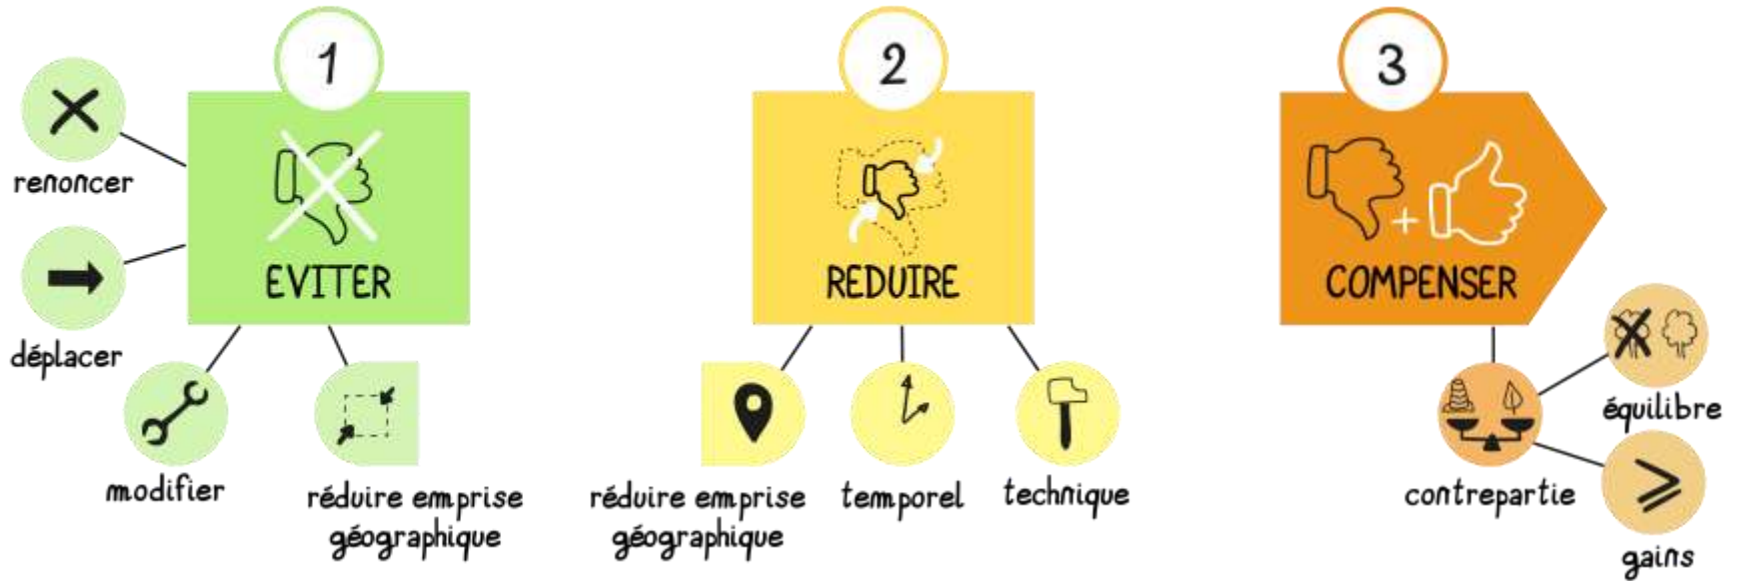 1
EVITER
renoncer
déplacer
modifier
réduire emprise
géographique
2
REDUIRE
réduire emprise
géographique
temporel
technique
3
COMPENSER
contrepartie
équilibre
gains